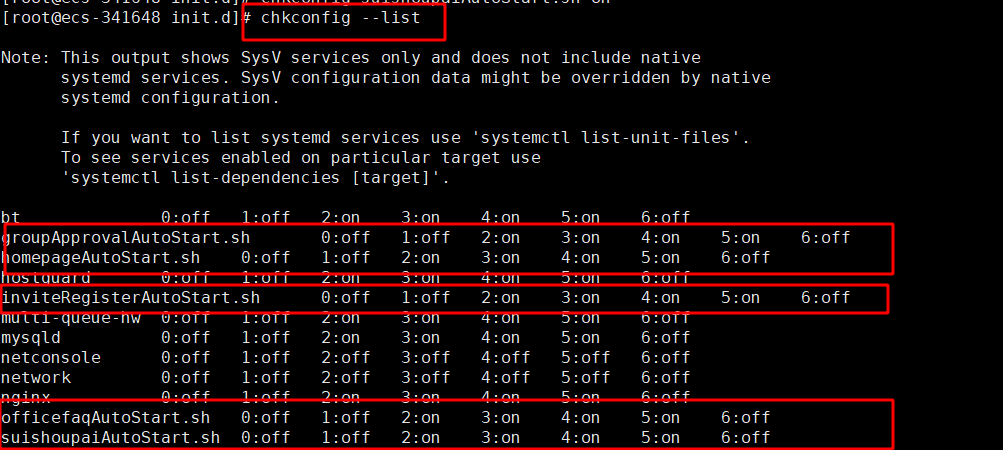 [root@ecs-341648 init.d]# chkconfig suishoupaiAutoStart.sh on
[root@ecs-341648 init.d]# chkconfig --list
Note: This output shows SysV services only and does not include native
systemd services. SysV configuration data might be overridden by native
systemd configuration.
If you want to list systemd services use 'systemctl list-unit-files'.
To see services enabled on particular target use
'systemctl list-dependencies [target]'.
bt 0:off 1:off 2:on 3:on 4:on 5:on 6:off
groupApprovalAutoStart.sh 0:off 1:off 2:on 3:on 4:on 5:on 6:off
homepageAutoStart.sh 0:off 1:off 2:on 3:on 4:on 5:on 6:off
hostguard 0:off 1:off 2:on 3:on 4:on 5:on 6:off
inviteRegisterAutoStart.sh 0:off 1:off 2:on 3:on 4:on 5:on 6:off
multi-queue-hw 0:off 1:off 2:on 3:on 4:on 5:on 6:off
mysqld 0:off 1:off 2:on 3:on 4:on 5:on 6:off
netconsole 0:off 1:off 2:off 3:off 4:off 5:off 6:off
network 0:off 1:off 2:off 3:off 4:off 5:off 6:off
nginx 0:off 1:off 2:on 3:on 4:on 5:on 6:off
officefaqAutoStart.sh 0:off 1:off 2:on 3:on 4:on 5:on 6:off
suishoupaiAutoStart.sh 0:off 1:off 2:on 3:on 4:on 5:on 6:off